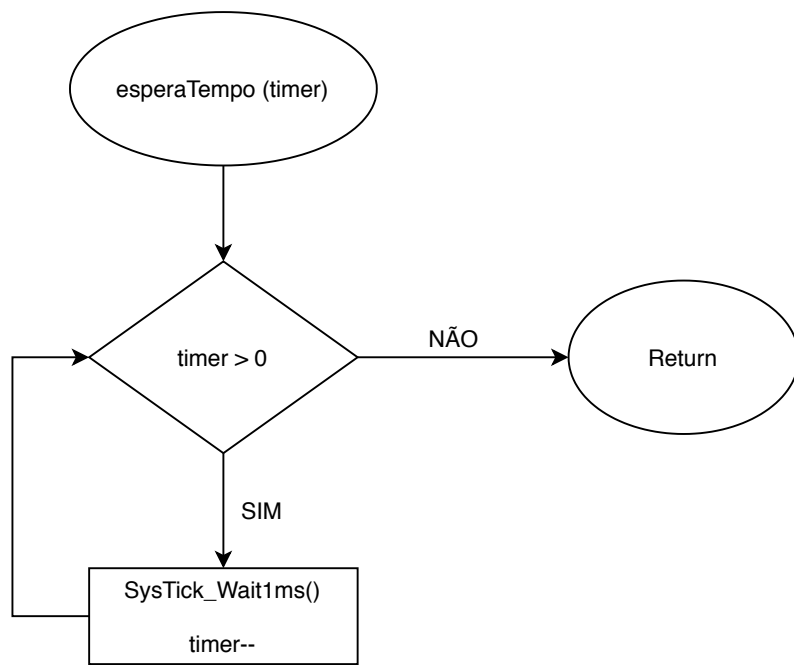 esperaTempo (timer)
timer > 0
NÃO
Return
SIM
SysTick_Wait1ms()
timer--